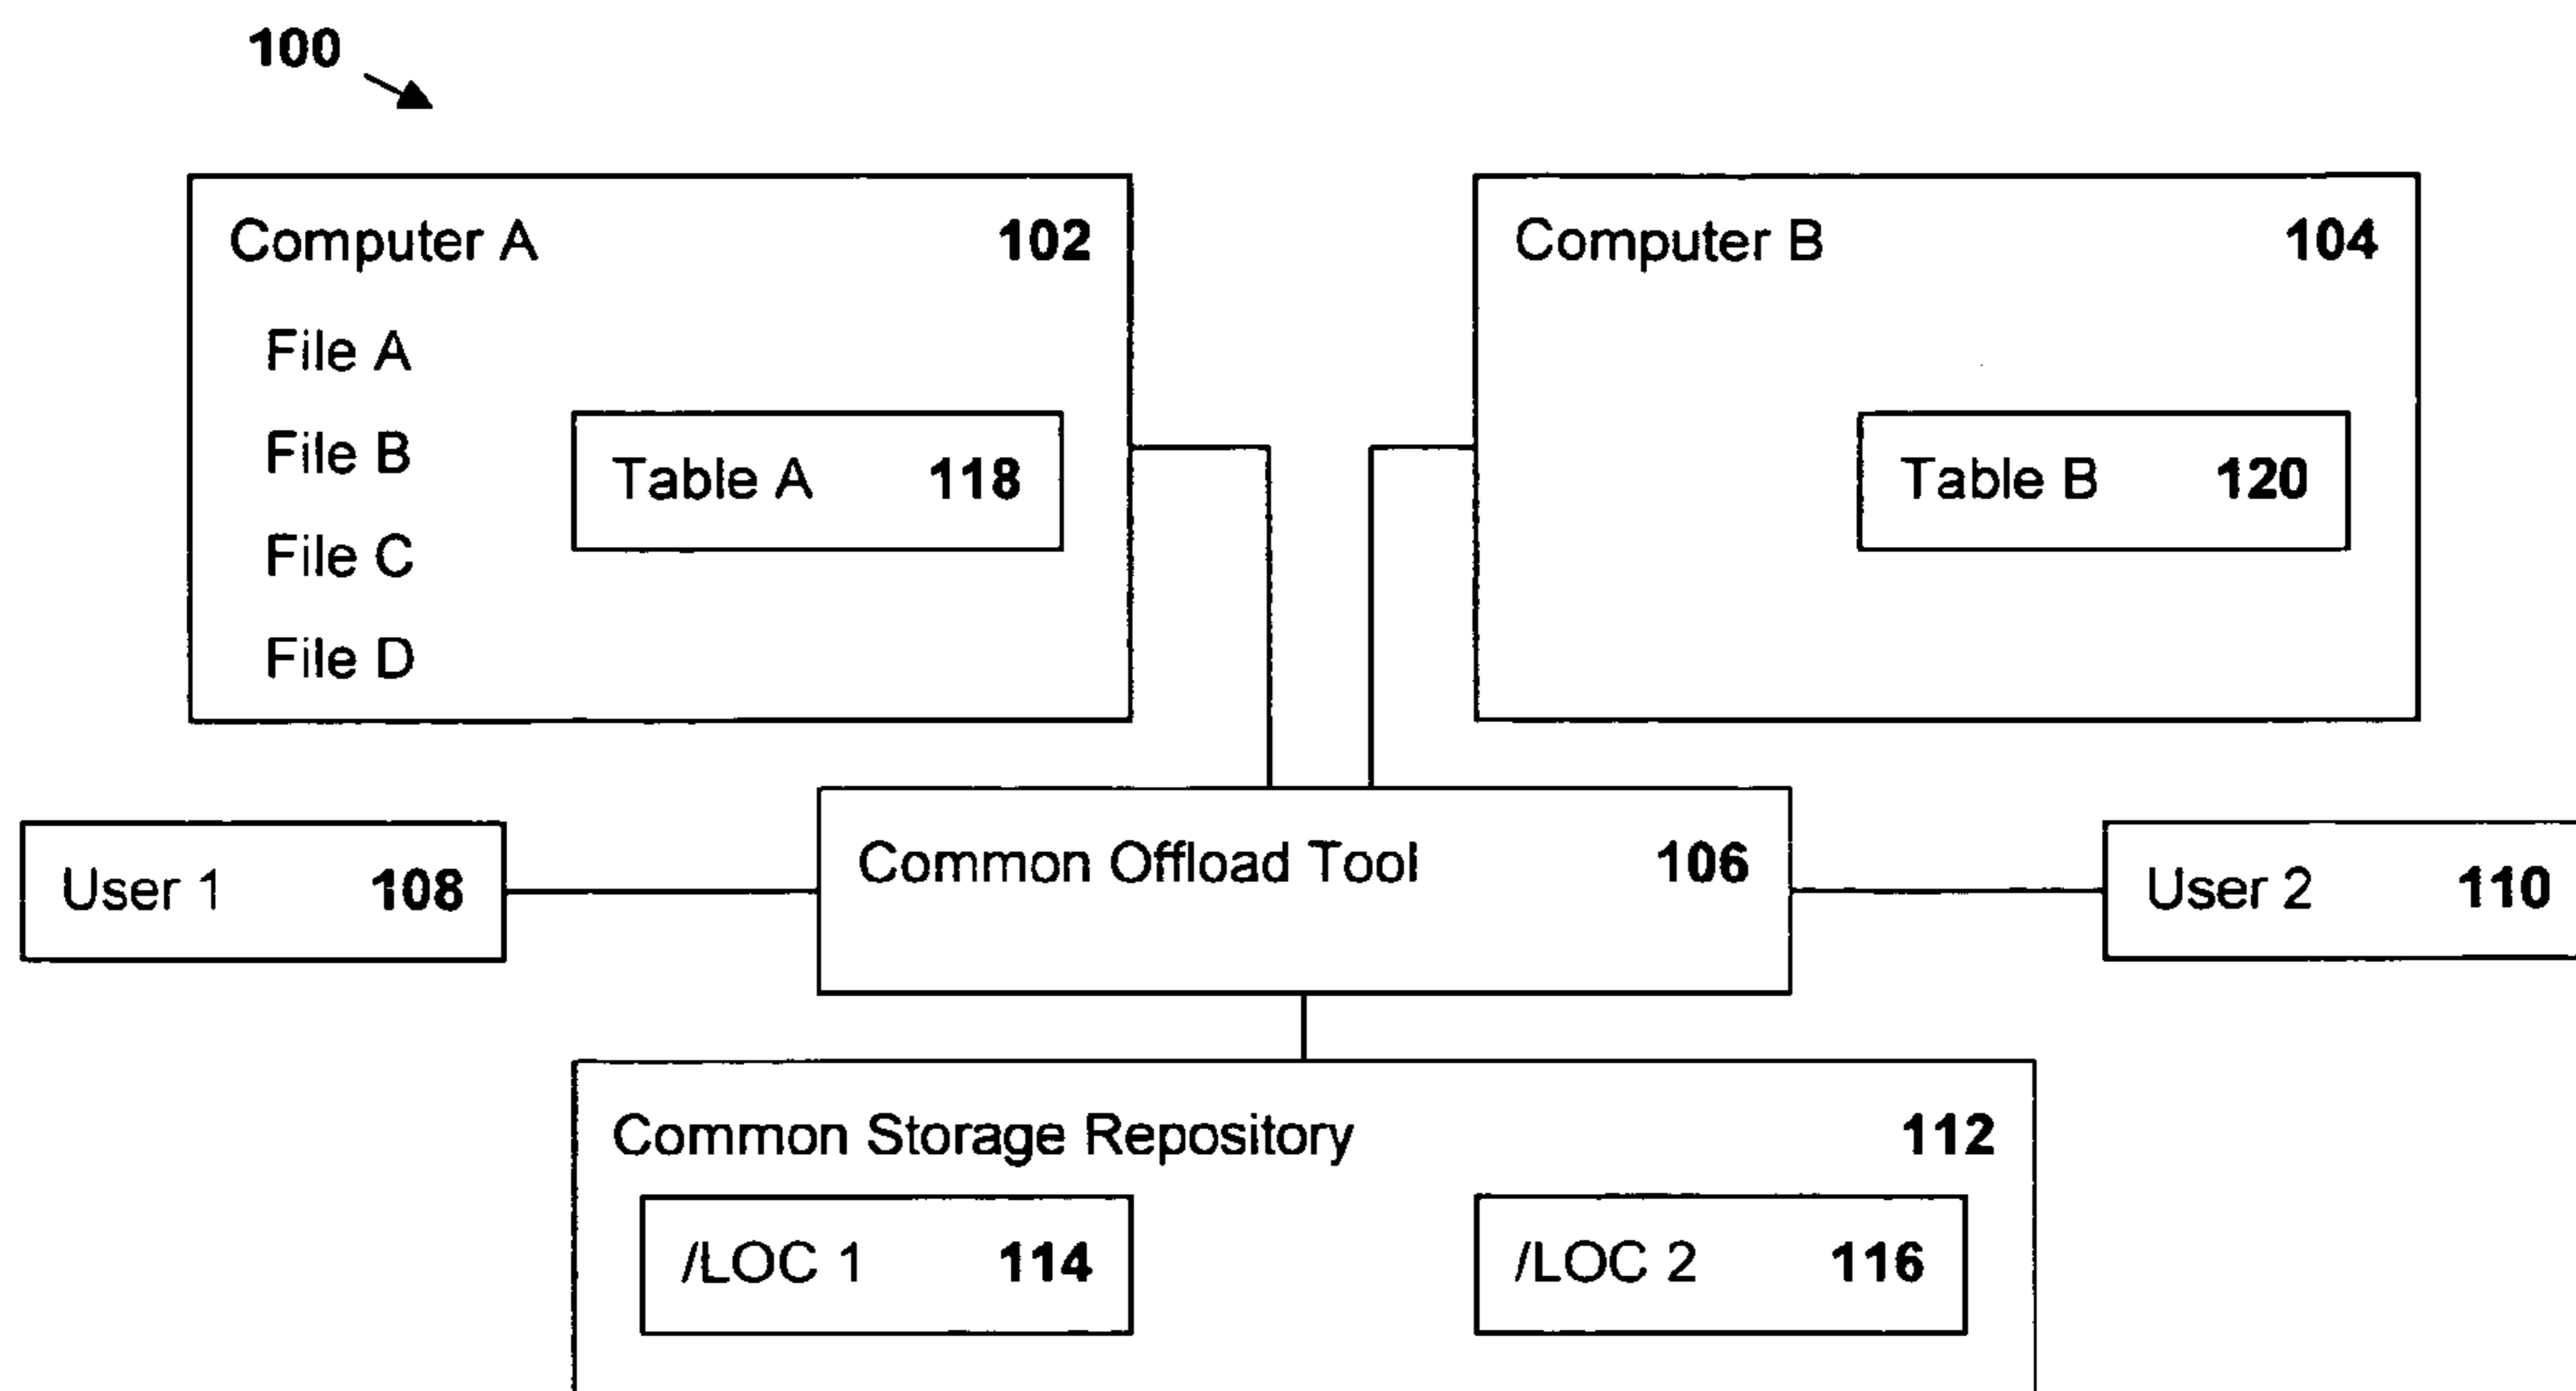 100
Computer A 102
File A
File B
File C
File D
Table A 118
Computer B 104
Table B 120
User 1 108
Common Offload Tool 106
User 2 110
Common Storage Repository 112
/LOC 1 114
/LOC 2 116